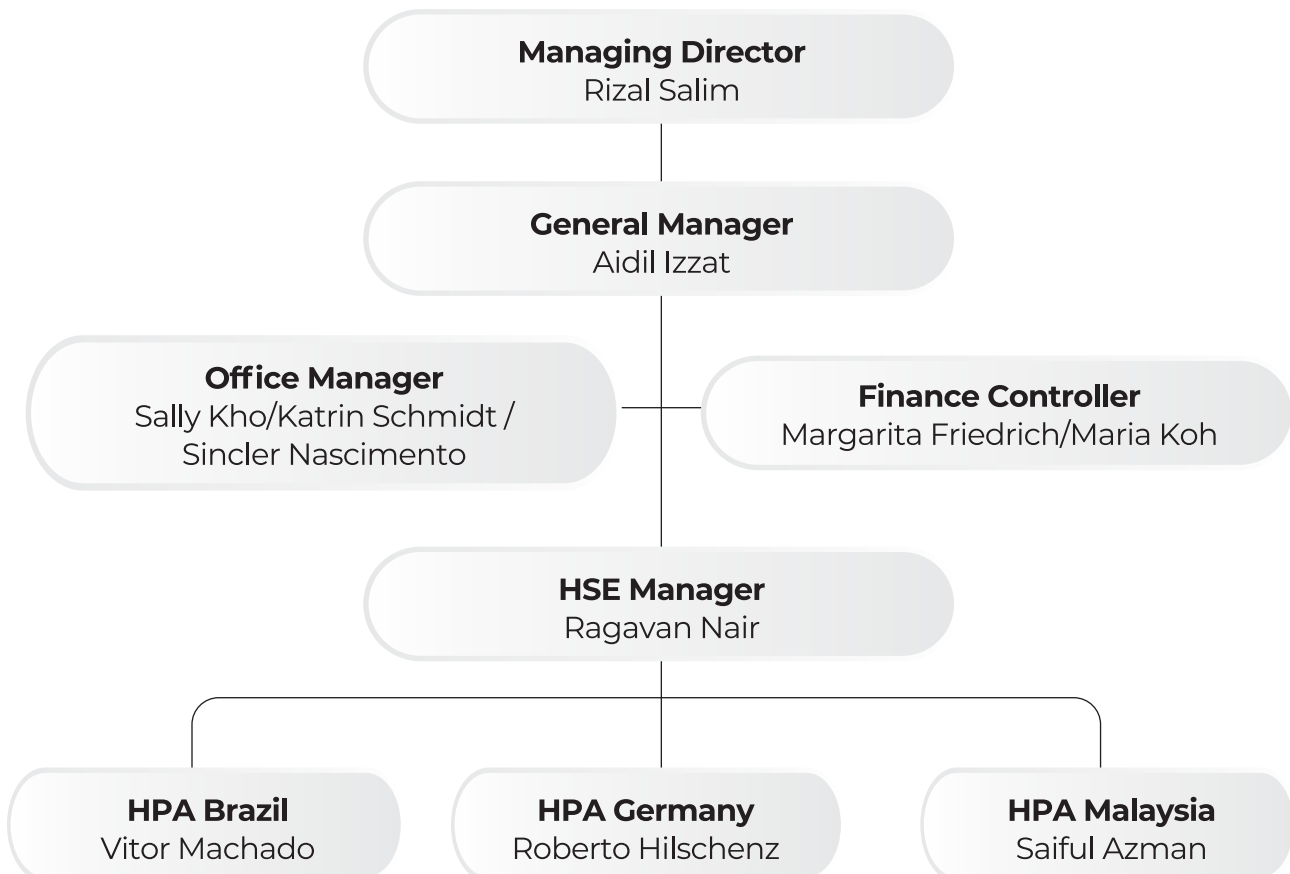 Managing Director
Rizal Salim
General Manager
Aidil Izzat
Office Manager
Sally Kho/Katrin Schmidt /
Sincler Nascimento
Finance Controller
Margarita Friedrich/Maria Koh
HSE Manager
Ragavan Nair
HPA Brazil
Vitor Machado
HPA Germany
Roberto Hilschenz
HPA Malaysia
Saiful Azman